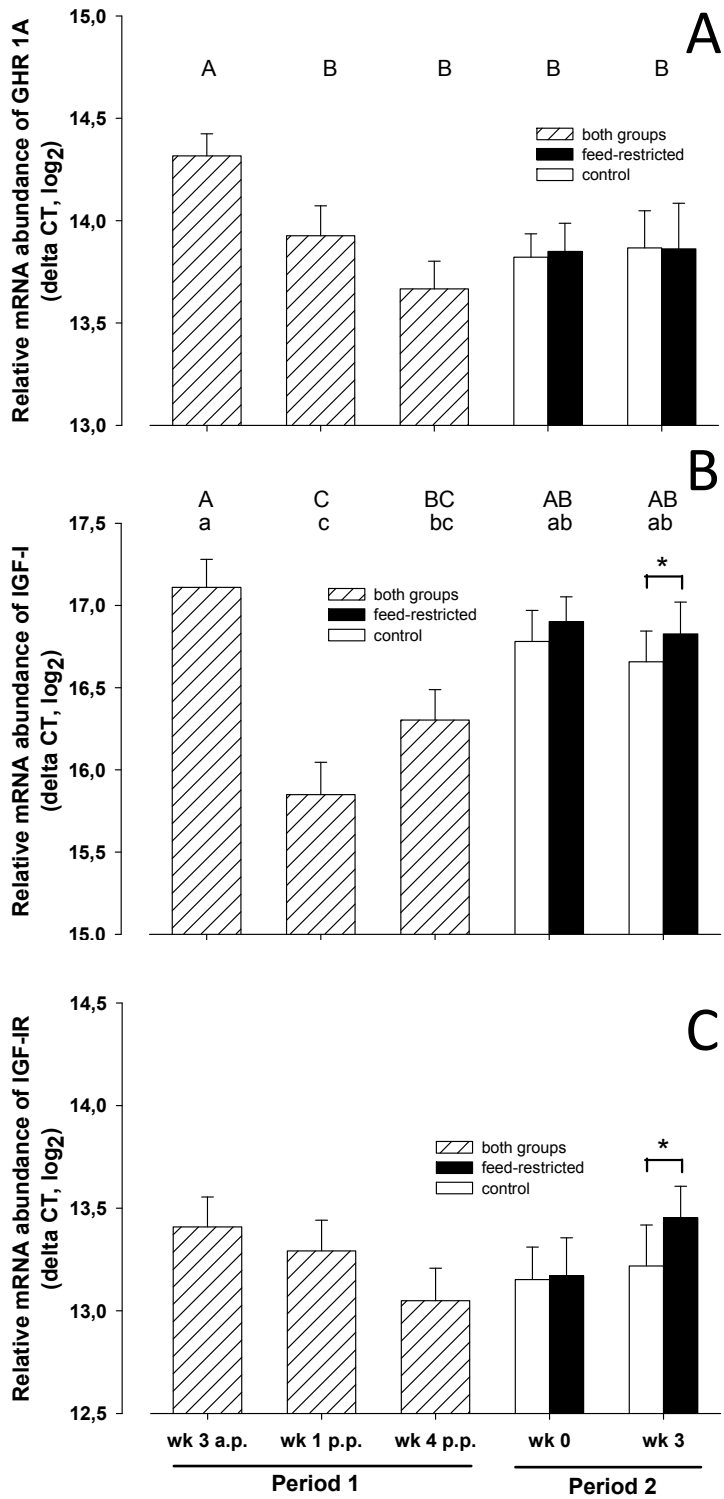 A
15,0
A B B B B
14,5
both groups
feed-restricted
control
14,0
13,5
13,0
Relative mRNA abundance of GHR 1A
(delta CT, log2)
B
A C BC AB AB
a c bc ab ab
17,5
*
17,0
both groups
feed-restricted
control
16,5
16,0
15,5
15,0
Relative mRNA abundance of IGF-I
(delta CT, log2)
C
14,5
14,0
both groups
feed-restricted
control
*
13,5
13,0
12,5
Relative mRNA abundance of IGF-IR
(delta CT, log2)
wk 3 a.p. wk 1 p.p. wk 4 p.p. wk 0 wk 3
Period 1 Period 2